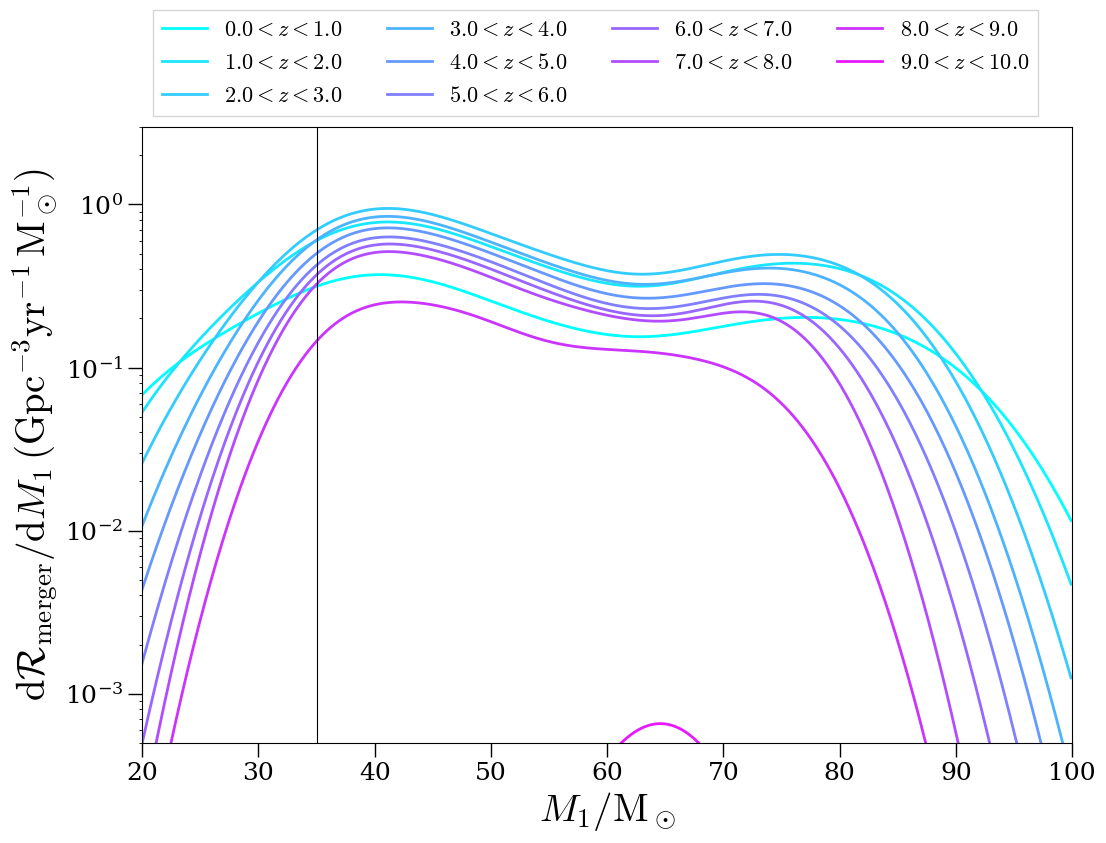 0.0 < z < 1.0 3.0 < z < 4.0 6.0 < z < 7.0 8.0 < z < 9.0
1.0 < z < 2.0 4.0 < z < 5.0 7.0 < z < 8.0 9.0 < z < 10.0
2.0 < z < 3.0 5.0 < z < 6.0
dℛ_merger/dM_1 (Gpc^{-3}yr^{-1} M_⊙^{-1})
10^0
10^{-1}
10^{-2}
10^{-3}
20 30 40 50 60 70 80 90 100
M_1/M_⊙